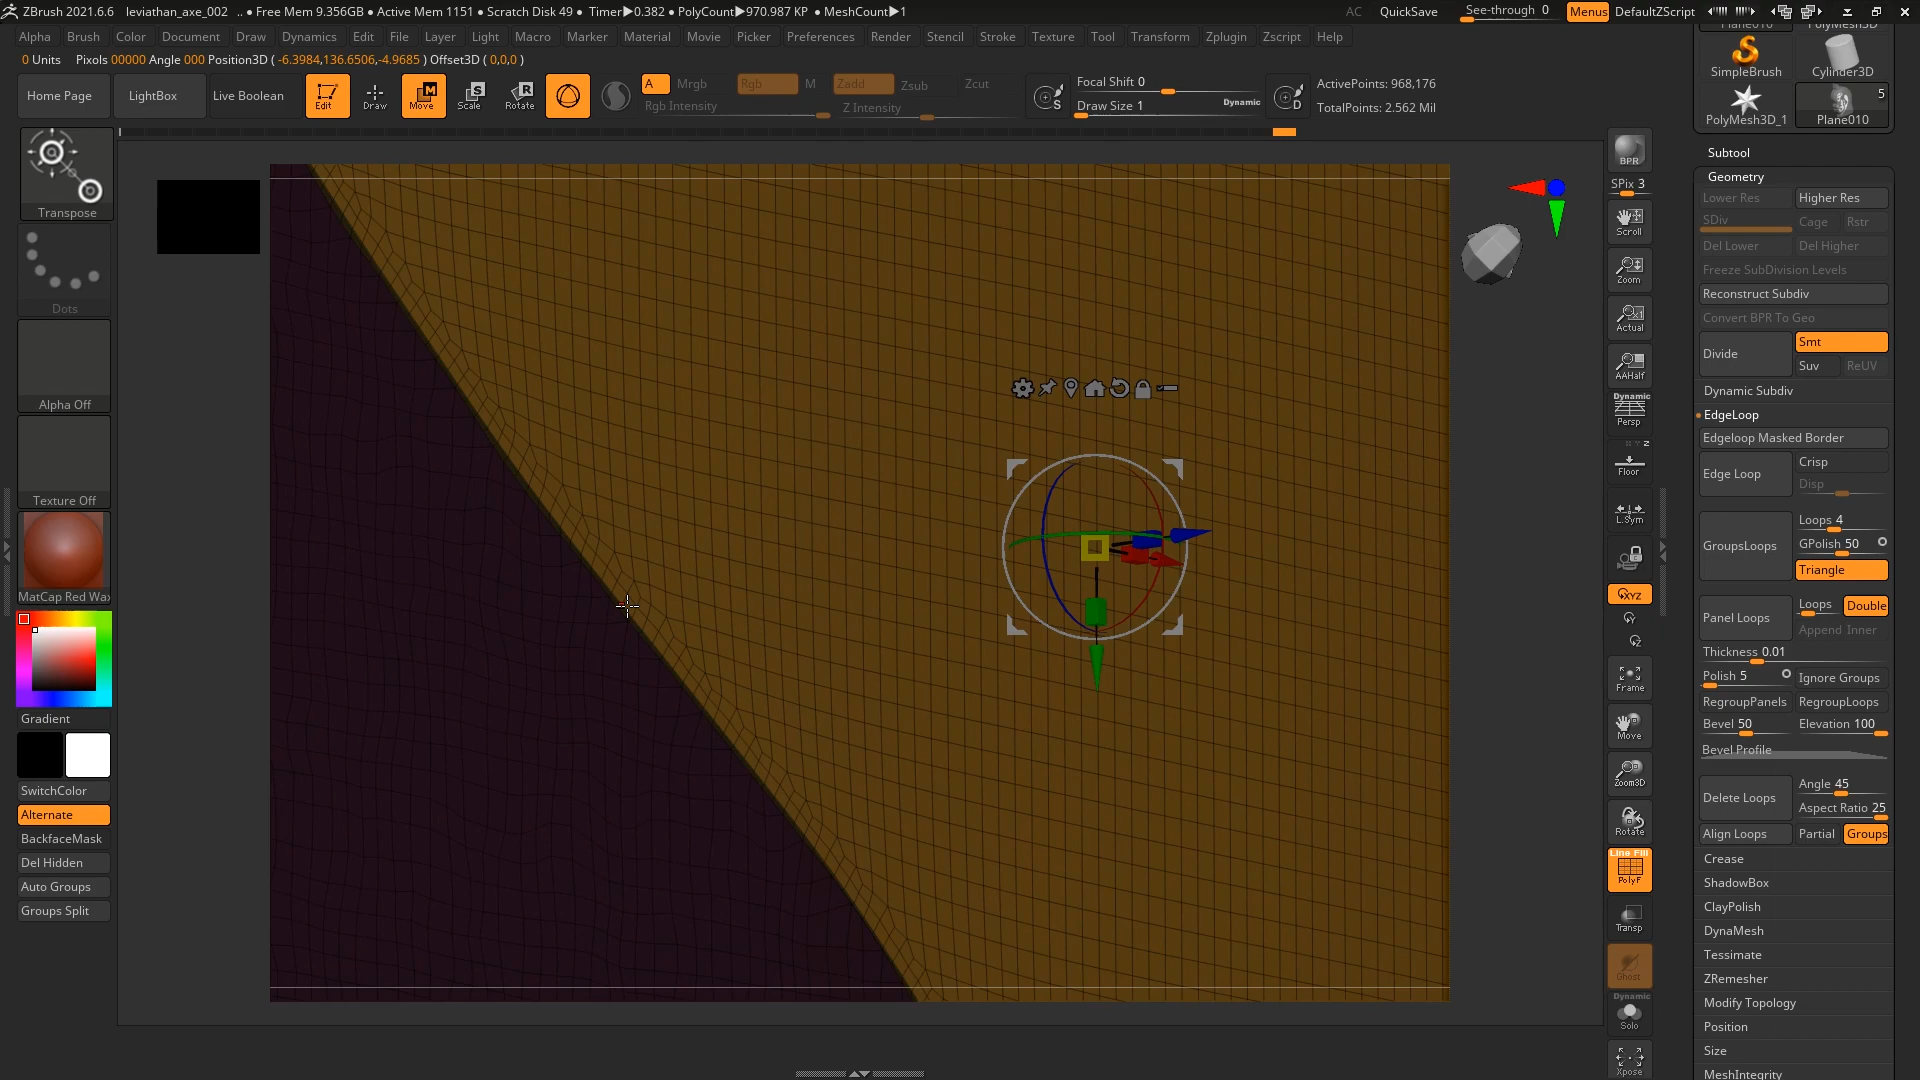 ZBrush 2021.6.6 leviathan_axe_002 .. • Free Mem 9.356GB • Active Mem 1151 • Scratch Disk 49 • Timer▶0.382 • PolyCount▶970.987 KP • MeshCount▶1 AC QuickSave See-through 0 Menus DefaultZScript
Alpha Brush Color Document Draw Dynamics Edit File Layer Light Macro Marker Material Movie Picker Preferences Render Stencil Stroke Texture Tool Transform Zplugin Zscript Help
0 Units Pixols 00000 Angle 000 Position3D ( -6.3984,136.6506,-4.9685 ) Offset3D ( 0,0,0 )
Home Page LightBox Live Boolean Edit Draw Move Scale Rotate
A Mrgb Rgb M Zadd Zsub Zcut
Rgb Intensity Z Intensity
Focal Shift 0
Draw Size 1 Dynamic
ActivePoints: 968,176
TotalPoints: 2.562 Mil
Transpose
Dots
Alpha Off
Texture Off
MatCap Red Wax
Gradient
SwitchColor
Alternate
BackfaceMask
Del Hidden
Auto Groups
Groups Split
BPR
SPix 3
Scroll
Zoom
Actual
AAHalf
Dynamic
Persp
Floor
L.Sym
XYZ
Frame
Move
Zoom3D
Rotate
Line Fill
PolyF
Transp
Ghost
Dynamic
Solo
Xpose
SimpleBrush Cylinder3D
PolyMesh3D_1 5 Plane010
Subtool
Geometry
Lower Res Higher Res
SDiv Cage Rstr
Del Lower Del Higher
Freeze SubDivision Levels
Reconstruct Subdiv
Convert BPR To Geo
Divide Smt
Suv ReUV
Dynamic Subdiv
EdgeLoop
Edgeloop Masked Border
Edge Loop Crisp
Disp
GroupsLoops Loops 4
GPolish 50
Triangle
Panel Loops Loops Double
Append Inner
Thickness 0.01
Polish 5 Ignore Groups
RegroupPanels RegroupLoops
Bevel 50 Elevation 100
Bevel Profile
Delete Loops Angle 45
Aspect Ratio 25
Align Loops Partial Groups
Crease
ShadowBox
ClayPolish
DynaMesh
Tessimate
ZRemesher
Modify Topology
Position
Size
MeshIntegrity